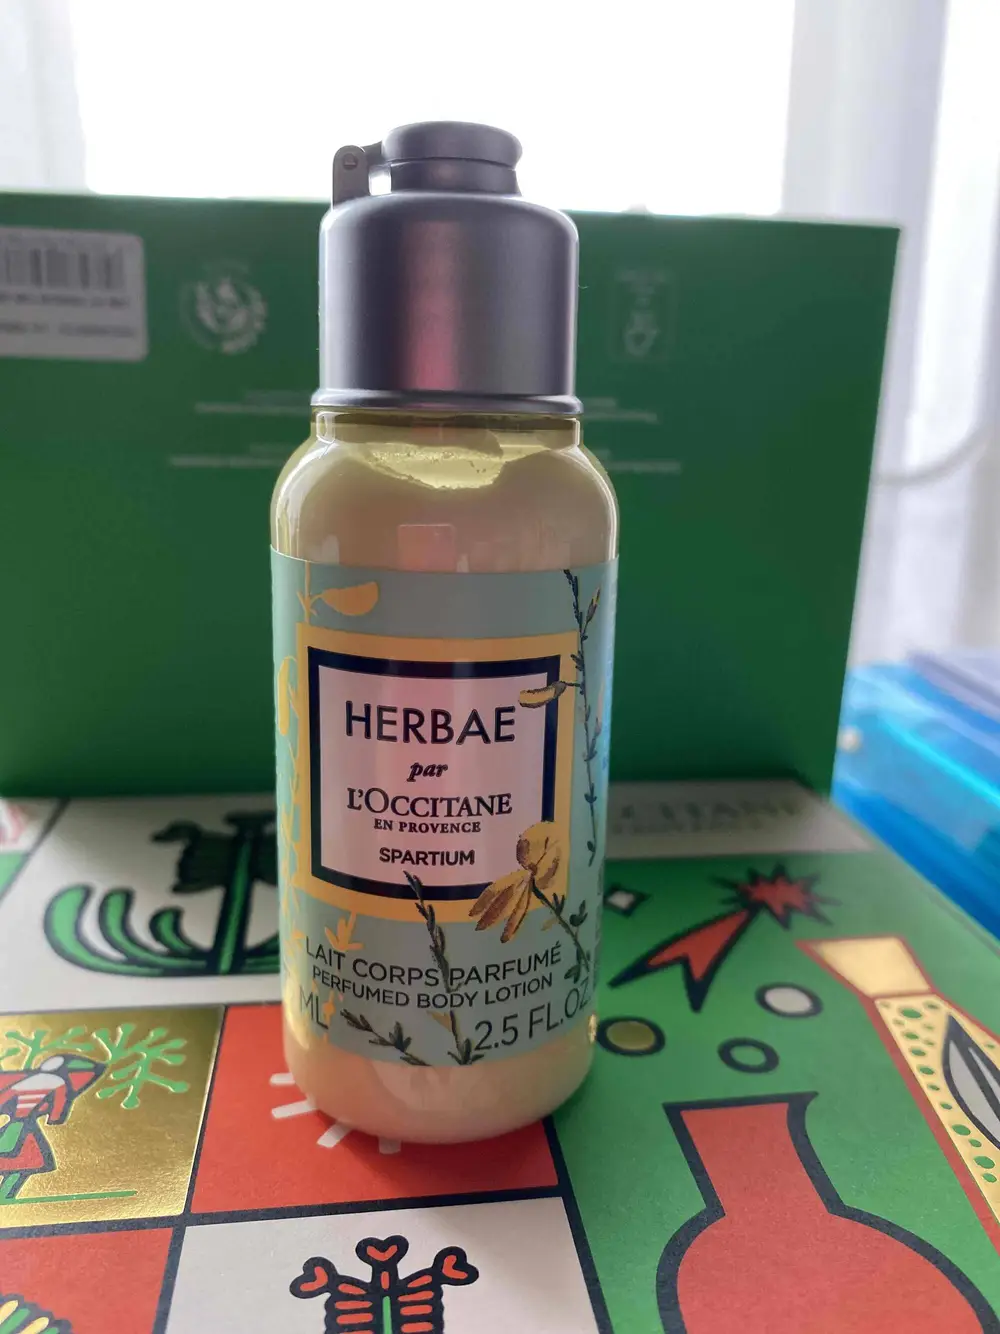 HERBAE
par
L'OCCITANE
EN PROVENCE
SPARTIUM
LAIT CORPS PARFUMÉ
PERFUMED BODY LOTION
ML
2.5 FL.OZ